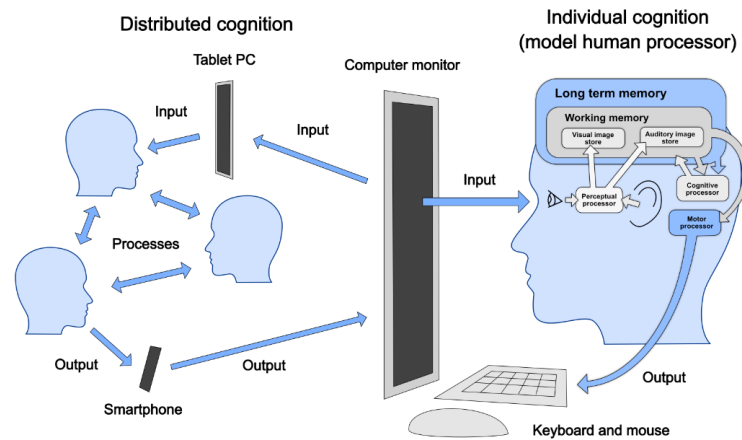 Distributed cognition
Individual cognition
(model human processor)
Tablet PC
Computer monitor
Input
Input
Input
Processes
Output
Output
Smartphone
Long term memory
Working memory
Visual image
store
Auditory image
store
Cognitive
processor
Perceptual
processor
Motor
processor
Output
Keyboard and mouse